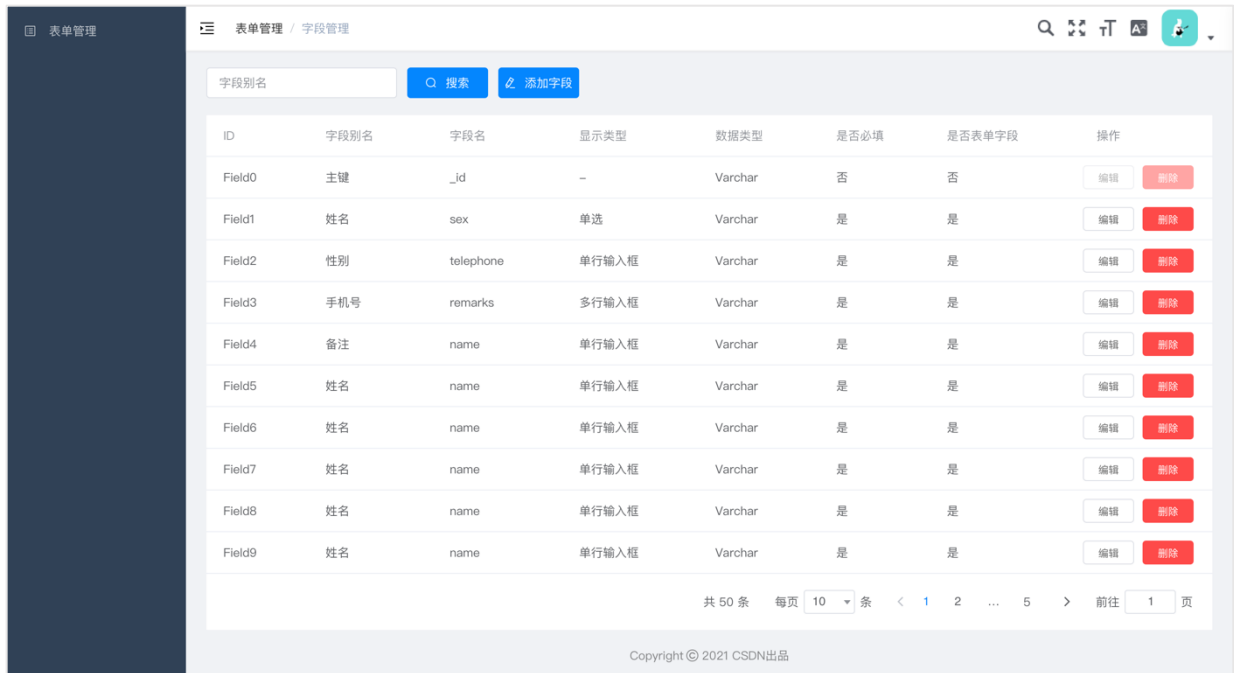 表单管理
表单管理 / 字段管理
字段别名 搜索 添加字段
ID 字段别名 字段名 显示类型 数据类型 是否必填 是否表单字段 操作
Field0 主键 _id – Varchar 否 否 编辑 删除
Field1 姓名 sex 单选 Varchar 是 是 编辑 删除
Field2 性别 telephone 单行输入框 Varchar 是 是 编辑 删除
Field3 手机号 remarks 多行输入框 Varchar 是 是 编辑 删除
Field4 备注 name 单行输入框 Varchar 是 是 编辑 删除
Field5 姓名 name 单行输入框 Varchar 是 是 编辑 删除
Field6 姓名 name 单行输入框 Varchar 是 是 编辑 删除
Field7 姓名 name 单行输入框 Varchar 是 是 编辑 删除
Field8 姓名 name 单行输入框 Varchar 是 是 编辑 删除
Field9 姓名 name 单行输入框 Varchar 是 是 编辑 删除
共 50 条 每页 10 条 < 1 2 ... 5 > 前往 1 页
Copyright © 2021 CSDN出品